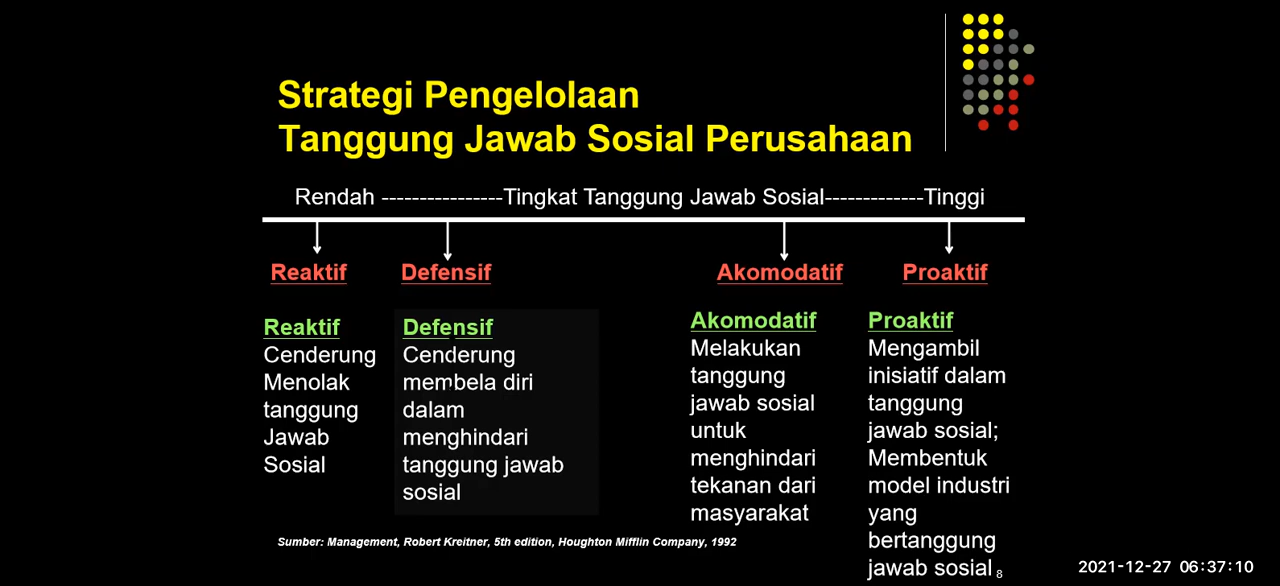 Strategi Pengelolaan
Tanggung Jawab Sosial Perusahaan
Rendah ----------------Tingkat Tanggung Jawab Sosial-------------Tinggi
Reaktif
Defensif
Akomodatif
Proaktif
Reaktif
Cenderung
Menolak
tanggung
Jawab
Sosial
Defensif
Cenderung
membela diri
dalam
menghindari
tanggung jawab
sosial
Akomodatif
Melakukan
tanggung
jawab sosial
untuk
menghindari
tekanan dari
masyarakat
Proaktif
Mengambil
inisiatif dalam
tanggung
jawab sosial;
Membentuk
model industri
yang
bertanggung
jawab sosial
Sumber: Management, Robert Kreitner, 5th edition, Houghton Mifflin Company, 1992
8
2021-12-27 06:37:10